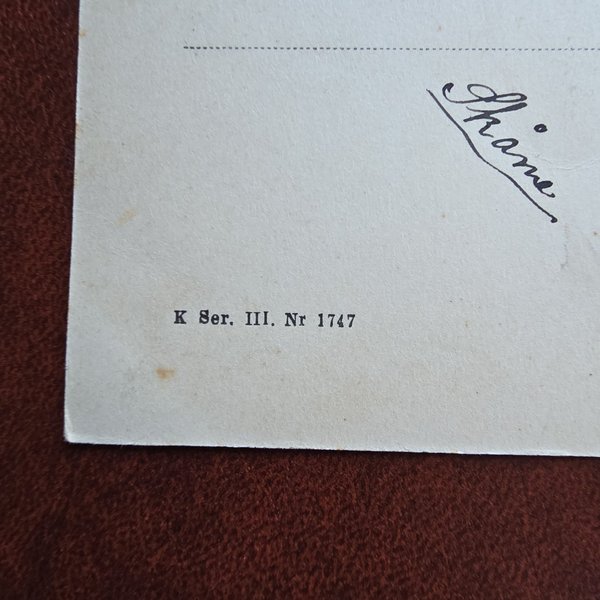 Skåne
K Ser. III. Nr 1747